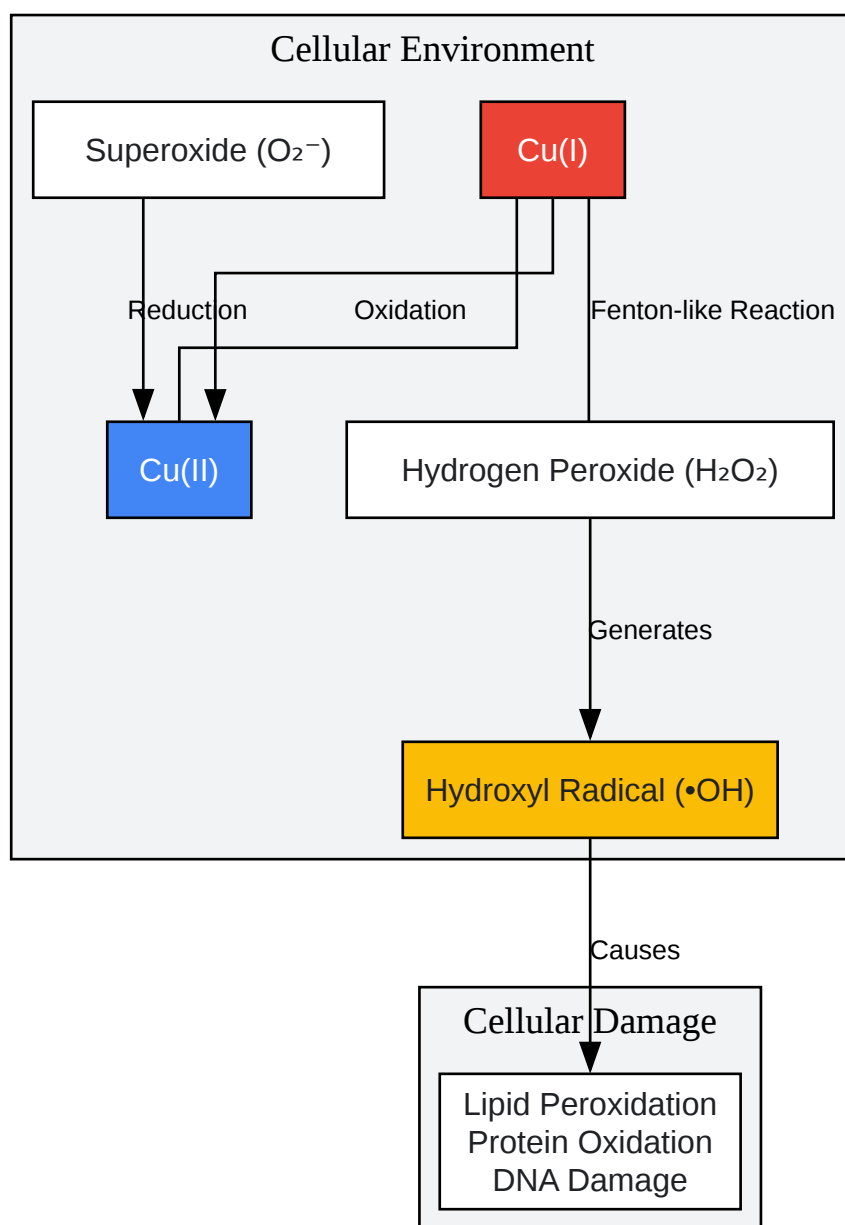 Cellular Environment
Superoxide (O₂⁻)
Cu(I)
Reduction
Oxidation
Fenton-like Reaction
Cu(II)
Hydrogen Peroxide (H₂O₂)
Generates
Hydroxyl Radical (•OH)
Causes
Cellular Damage
Lipid Peroxidation
Protein Oxidation
DNA Damage